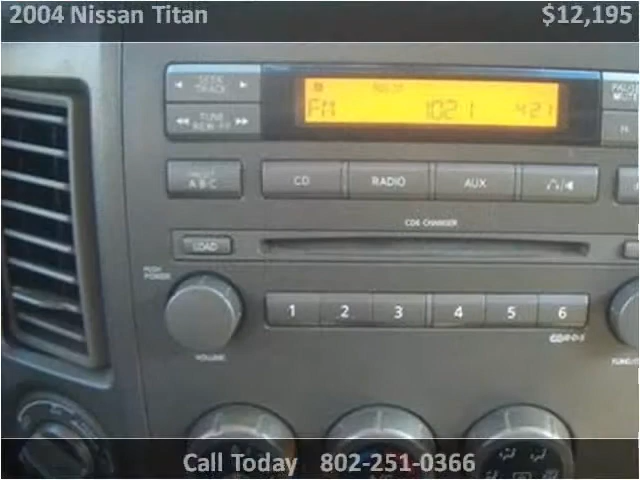 2004 Nissan Titan $12,195
SEEK
TRACK
FM 102.1 4:21
TUNE
CD RADIO AUX
A·B·C
CD6 CHANGER
LOAD
PUSH
POWER
1 2 3 4 5 6
VOLUME
Call Today 802-251-0366